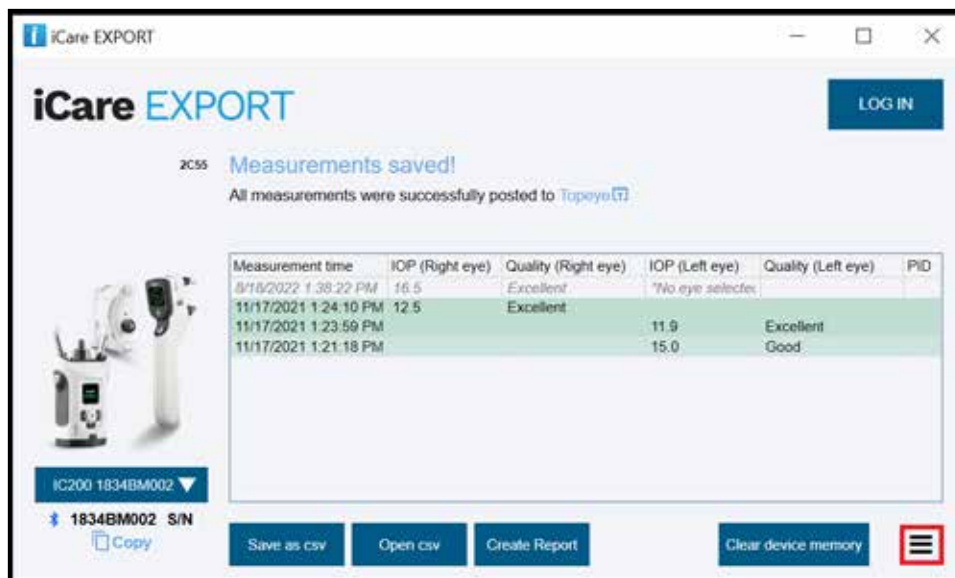 iCare EXPORT
iCare EXPORT
LOG IN
2C55
Measurements saved!
All measurements were successfully posted to Topeye
Measurement time IOP (Right eye) Quality (Right eye) IOP (Left eye) Quality (Left eye) PID
8/18/2022 1:38:22 PM 16.5 Excellent *No eye selected
11/17/2021 1:24:10 PM 12.5 Excellent
11/17/2021 1:23:59 PM 11.9 Excellent
11/17/2021 1:21:18 PM 15.0 Good
IC200 1834BM002
1834BM002 S/N
Copy
Save as csv Open csv Create Report Clear device memory